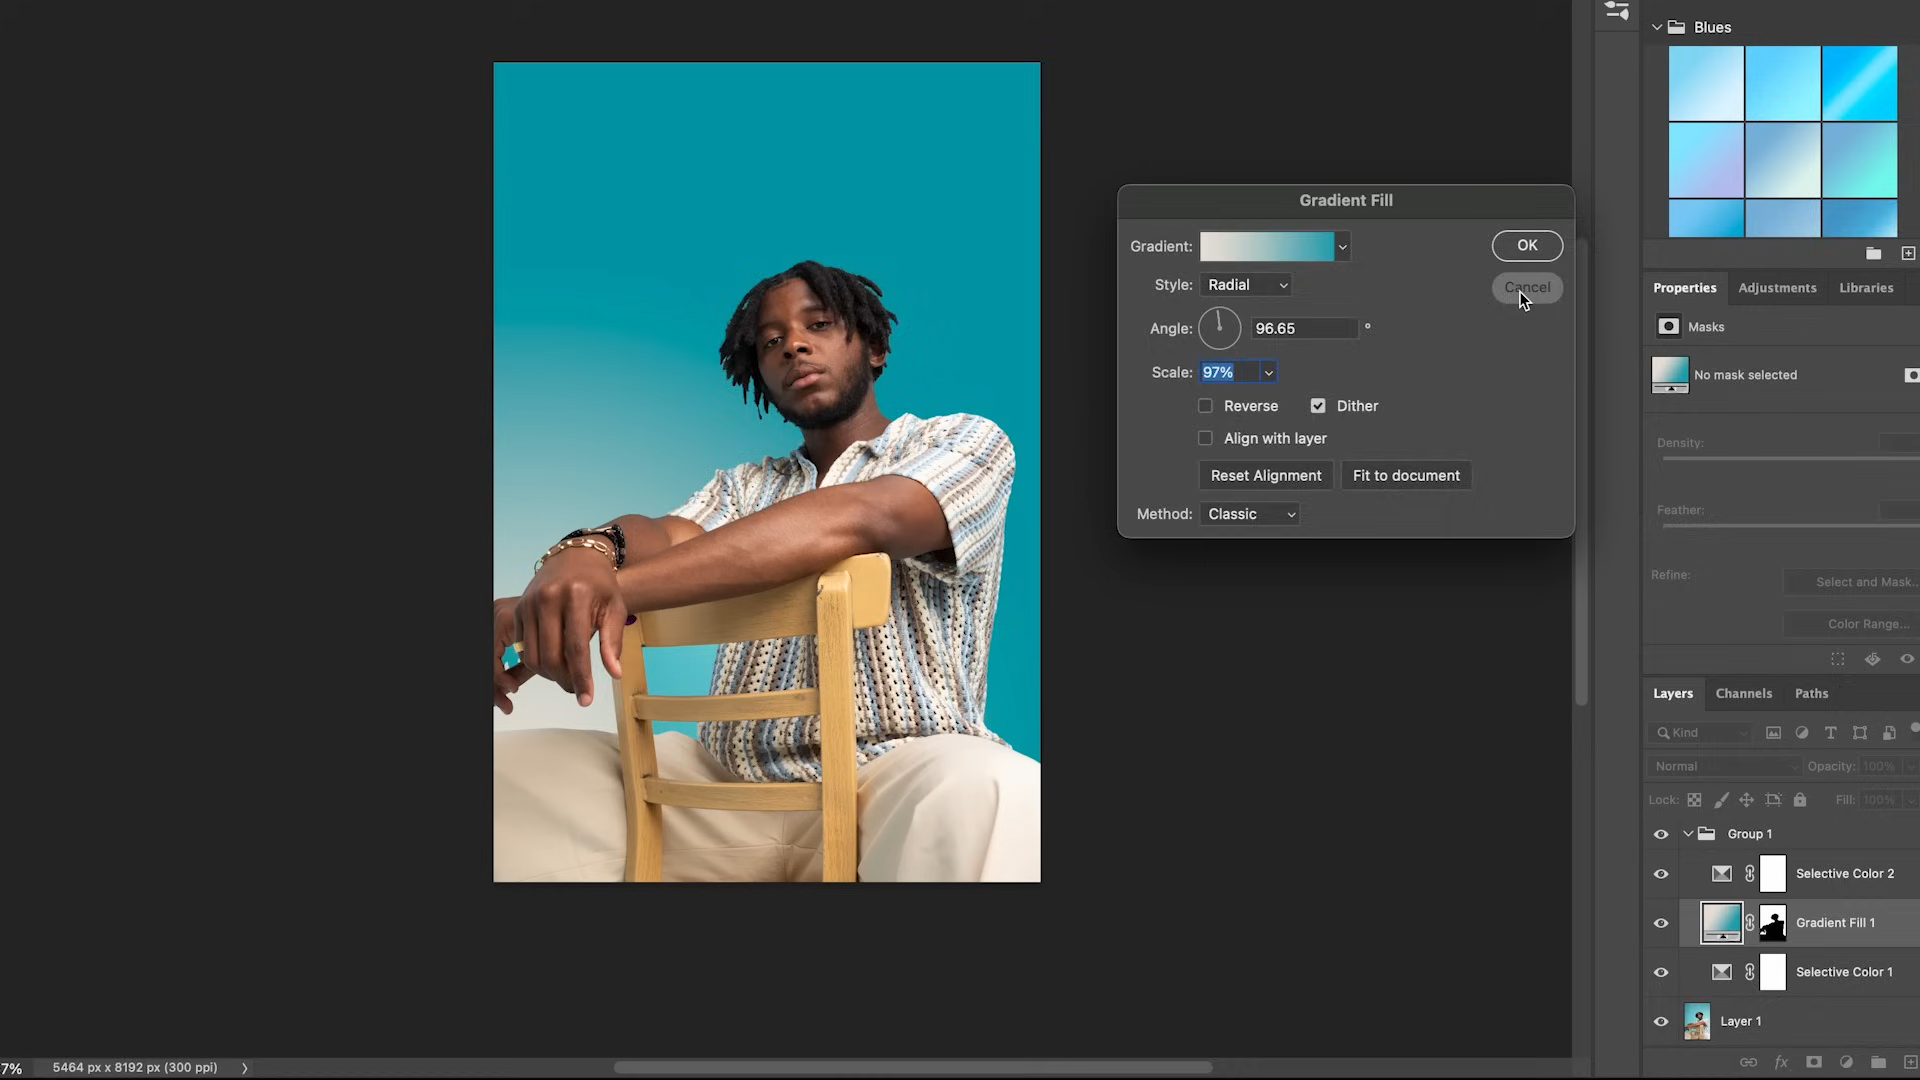 Blues
Gradient Fill
Gradient:
OK
Style: Radial
Cancel
Angle: 96.65 °
Scale: 97%
Reverse Dither
Align with layer
Reset Alignment Fit to document
Method: Classic
Properties Adjustments Libraries
Masks
No mask selected
Density:
Feather:
Refine:
Select and Mask...
Color Range...
Layers Channels Paths
Kind
Normal Opacity: 100%
Lock: Fill: 100%
Group 1
Selective Color 2
Gradient Fill 1
Selective Color 1
Layer 1
fx
7% 5464 px x 8192 px (300 ppi)